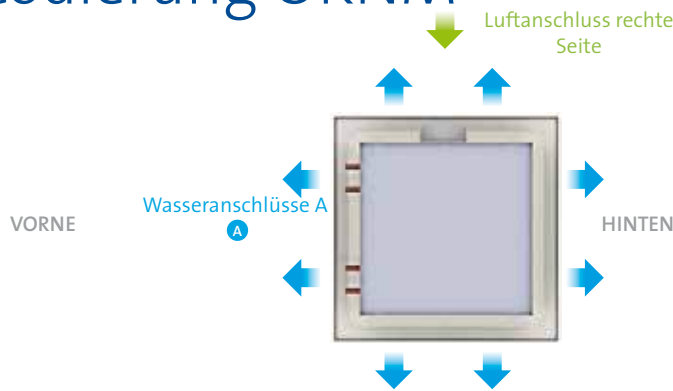 Luftanschluss rechte
Seite
Wasseranschlüsse A
A
VORNE
HINTEN